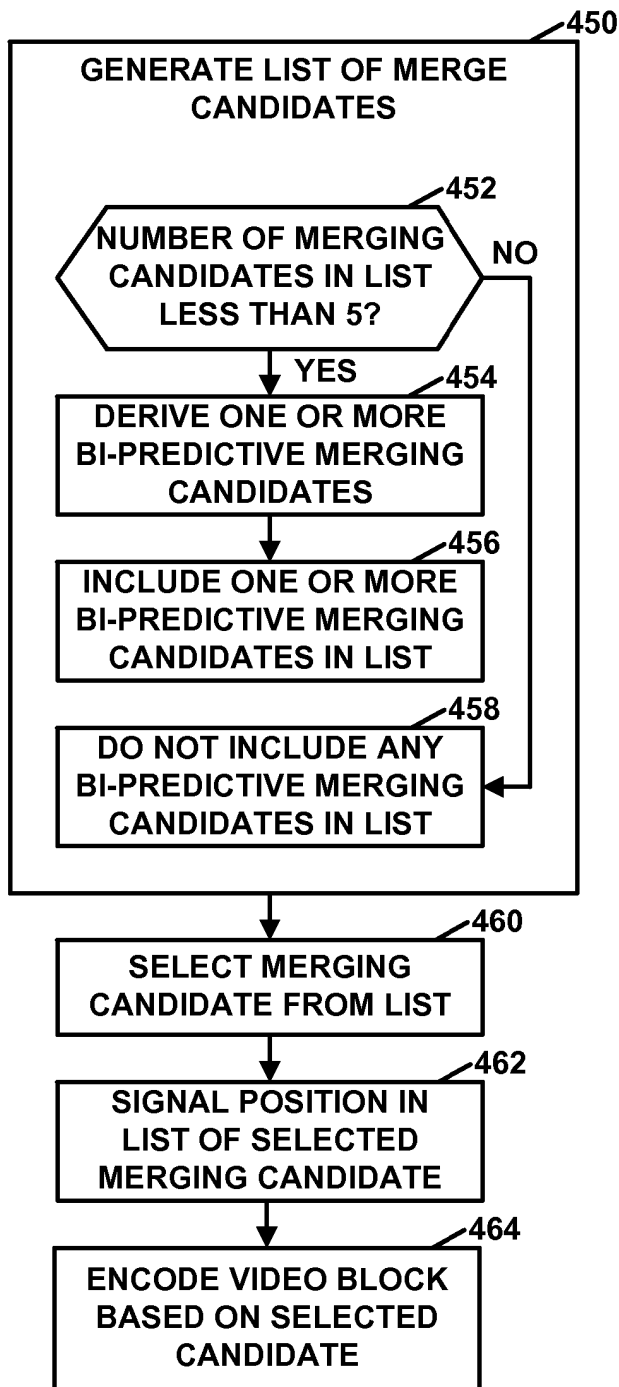 450
GENERATE LIST OF MERGE
CANDIDATES
452
NUMBER OF MERGING
CANDIDATES IN LIST
LESS THAN 5?
NO
YES
454
DERIVE ONE OR MORE
BI-PREDICTIVE MERGING
CANDIDATES
456
INCLUDE ONE OR MORE
BI-PREDICTIVE MERGING
CANDIDATES IN LIST
458
DO NOT INCLUDE ANY
BI-PREDICTIVE MERGING
CANDIDATES IN LIST
460
SELECT MERGING
CANDIDATE FROM LIST
462
SIGNAL POSITION IN
LIST OF SELECTED
MERGING CANDIDATE
464
ENCODE VIDEO BLOCK
BASED ON SELECTED
CANDIDATE